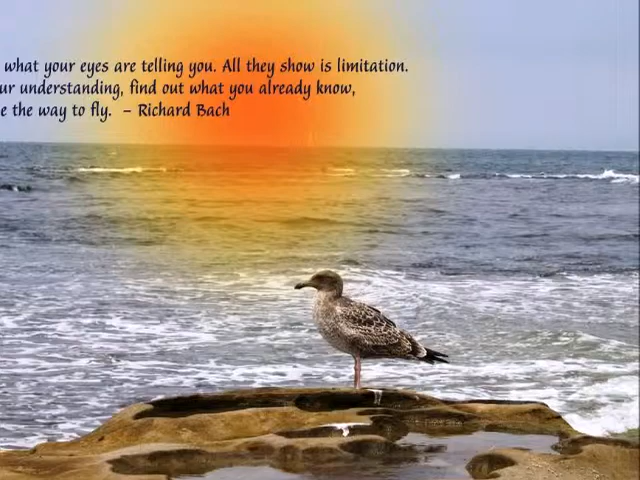 what your eyes are telling you. All they show is limitation.
ur understanding, find out what you already know,
e the way to fly. – Richard Bach